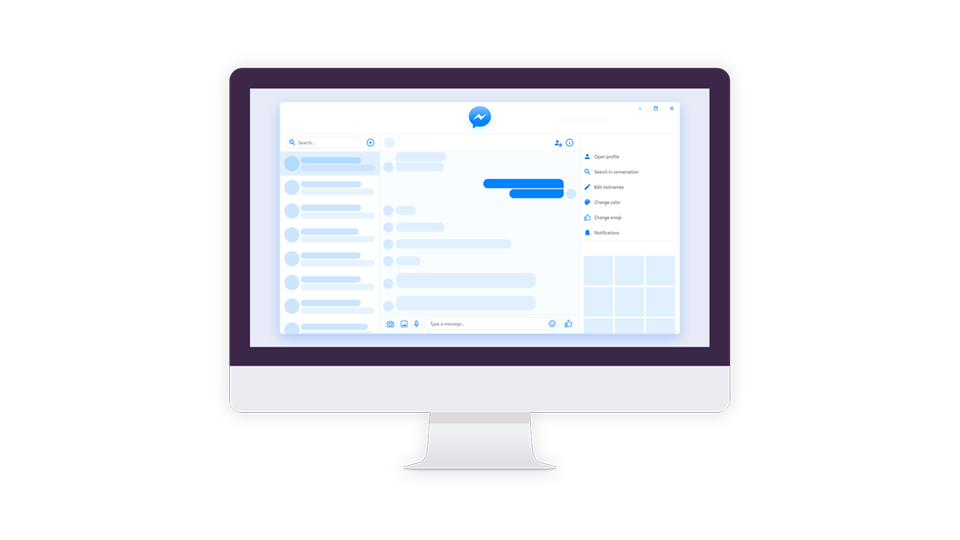 Search...
Open profile
Search in conversation
Edit nicknames
Change color
Change emoji
Notifications
Type a message...